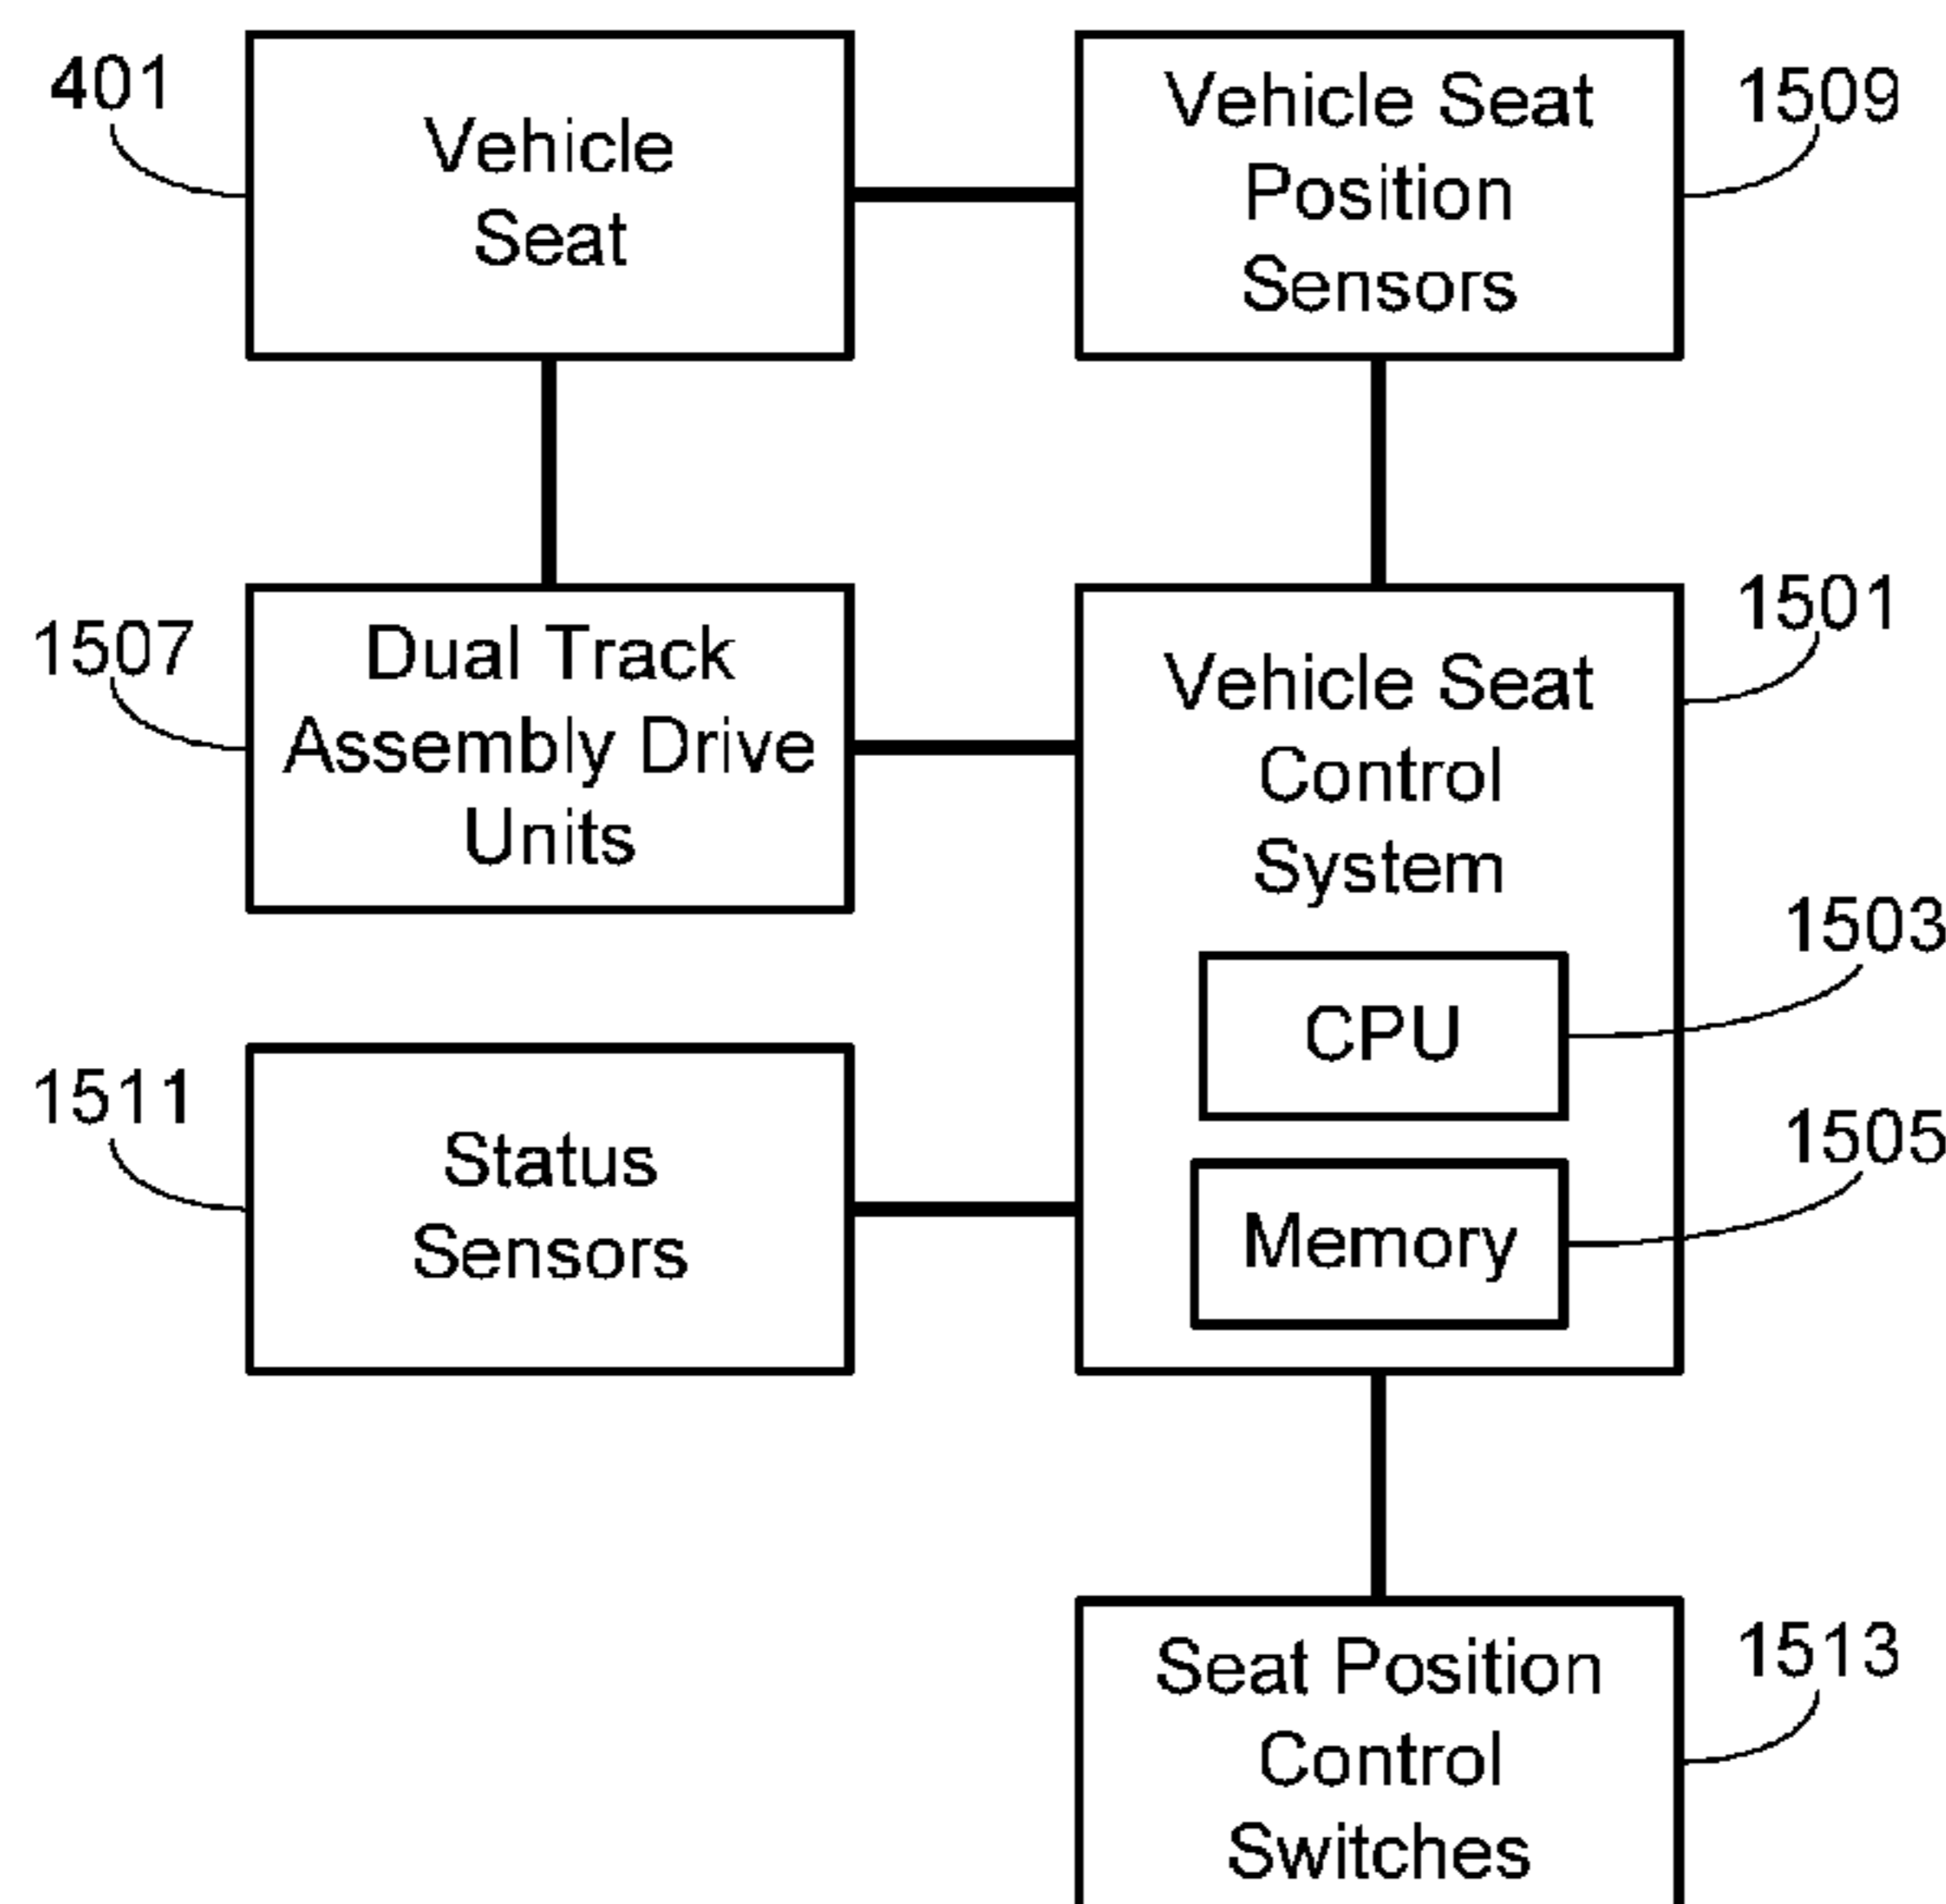 401
Vehicle
Seat
Vehicle Seat
Position
Sensors
1509
1507
Dual Track
Assembly Drive
Units
Vehicle Seat
Control
System
1501
CPU
1503
Memory
1505
1511
Status
Sensors
Seat Position
Control
Switches
1513